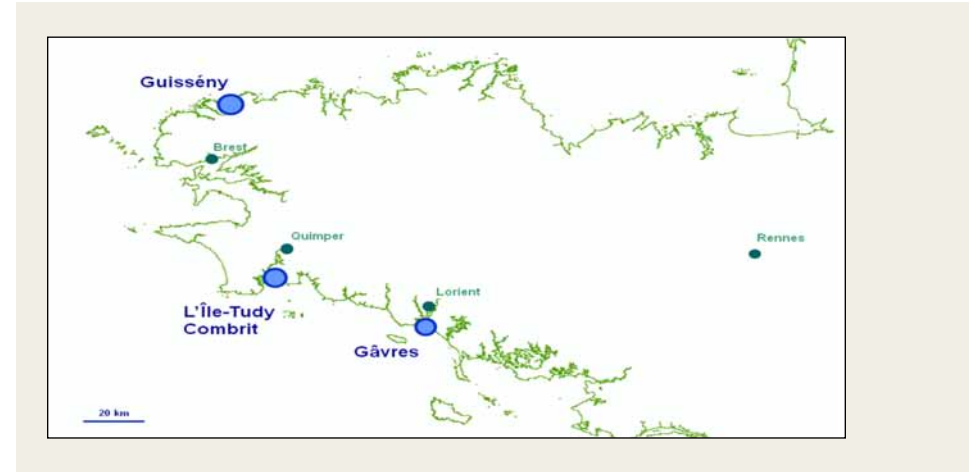 Guissény
Brest
Quimper
Rennes
L'Île-Tudy
Combrit
Lorient
Gâvres
20 km